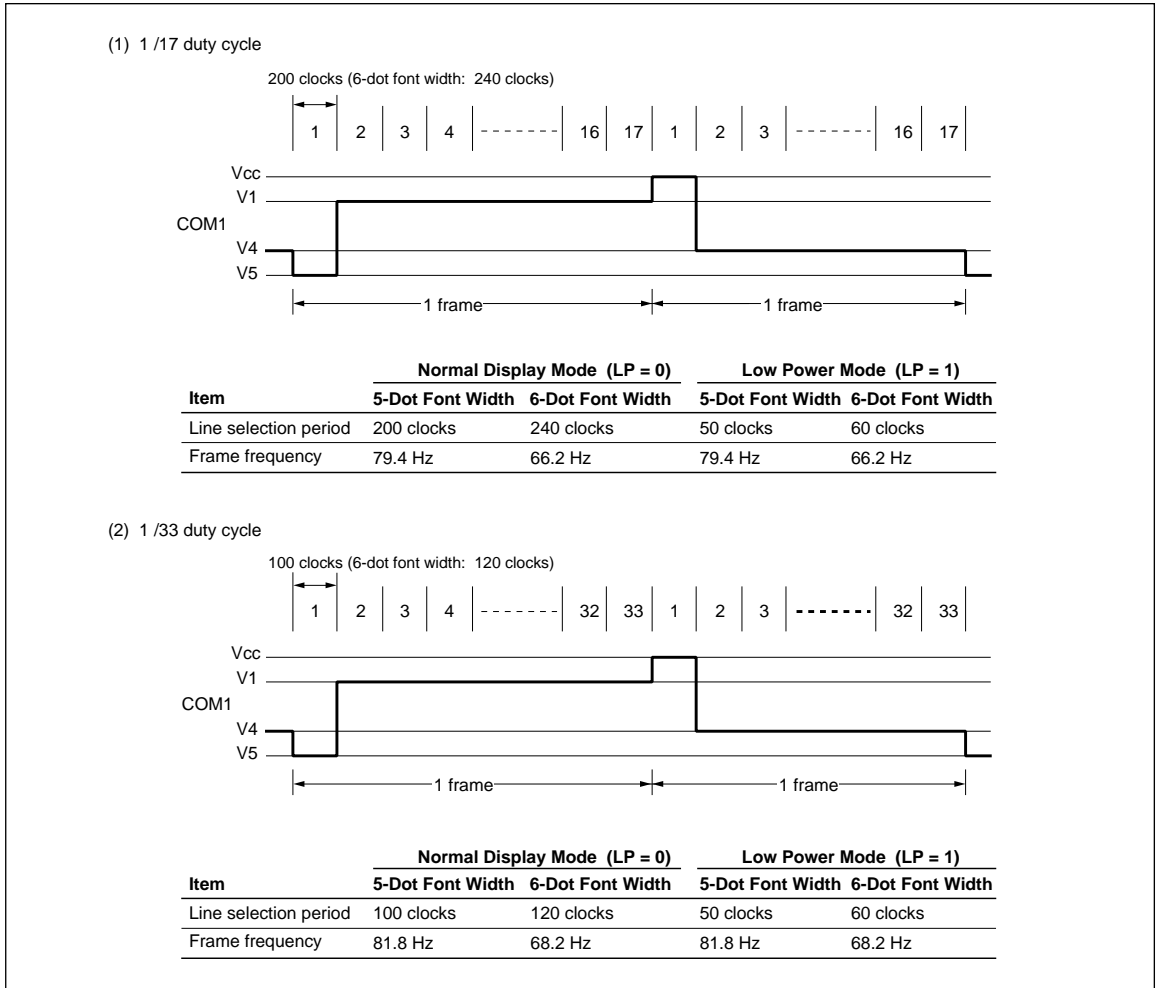 (1) 1 /17 duty cycle
200 clocks (6-dot font width: 240 clocks)
1 2 3 4 16 17 1 2 3 16 17
Vcc
V1
COM1
V4
V5
1 frame 1 frame
Normal Display Mode (LP = 0) Low Power Mode (LP = 1)
Item 5-Dot Font Width 6-Dot Font Width 5-Dot Font Width 6-Dot Font Width
Line selection period 200 clocks 240 clocks 50 clocks 60 clocks
Frame frequency 79.4 Hz 66.2 Hz 79.4 Hz 66.2 Hz
(2) 1 /33 duty cycle
100 clocks (6-dot font width: 120 clocks)
1 2 3 4 32 33 1 2 3 32 33
Vcc
V1
COM1
V4
V5
1 frame 1 frame
Normal Display Mode (LP = 0) Low Power Mode (LP = 1)
Item 5-Dot Font Width 6-Dot Font Width 5-Dot Font Width 6-Dot Font Width
Line selection period 100 clocks 120 clocks 50 clocks 60 clocks
Frame frequency 81.8 Hz 68.2 Hz 81.8 Hz 68.2 Hz